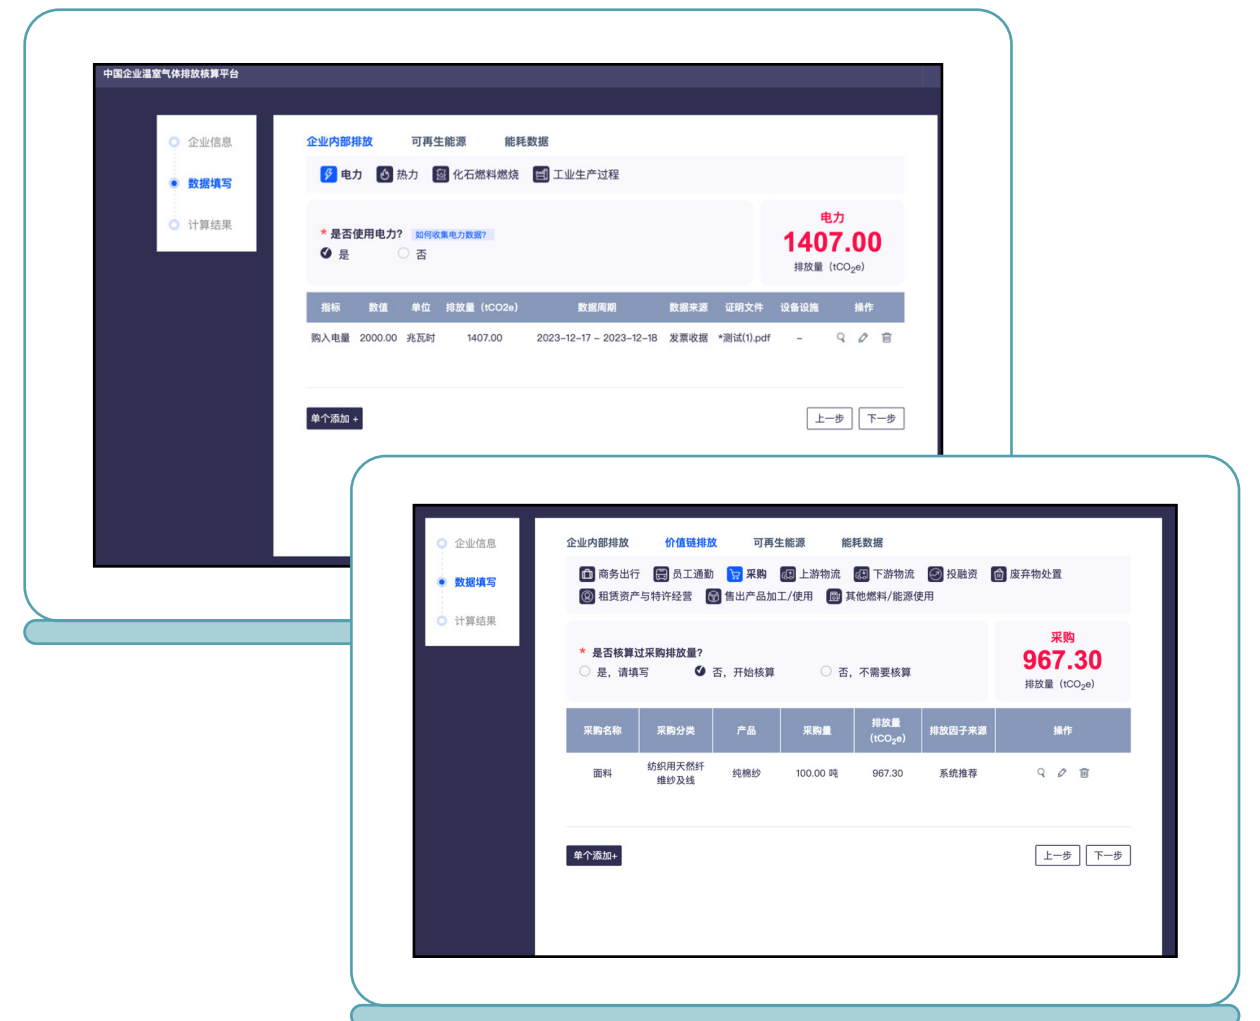 中国企业温室气体排放核算平台
企业信息
数据填写
计算结果
企业内部排放 可再生能源 能耗数据
电力 热力 化石燃料燃烧 工业生产过程
* 是否使用电力? 如何收集电力数据?
是 否
电力
1407.00
排放量（tCO₂e）
指标 数值 单位 排放量（tCO2e） 数据周期 数据来源 证明文件 设备设施 操作
购入电量 2000.00 兆瓦时 1407.00 2023-12-17 - 2023-12-18 发票收据 *测试(1).pdf -
单个添加 + 上一步 下一步
企业信息
数据填写
计算结果
企业内部排放 价值链排放 可再生能源 能耗数据
商务出行 员工通勤 采购 上游物流 下游物流 投融资 废弃物处置
租赁资产与特许经营 售出产品加工/使用 其他燃料/能源使用
* 是否核算过采购排放量?
是，请填写 否，开始核算 否，不需要核算
采购
967.30
排放量（tCO₂e）
采购名称 采购分类 产品 采购量 排放量（tCO₂e） 排放因子来源 操作
面料 纺织用天然纤维纱及线 纯棉纱 100.00 吨 967.30 系统推荐
单个添加+ 上一步 下一步